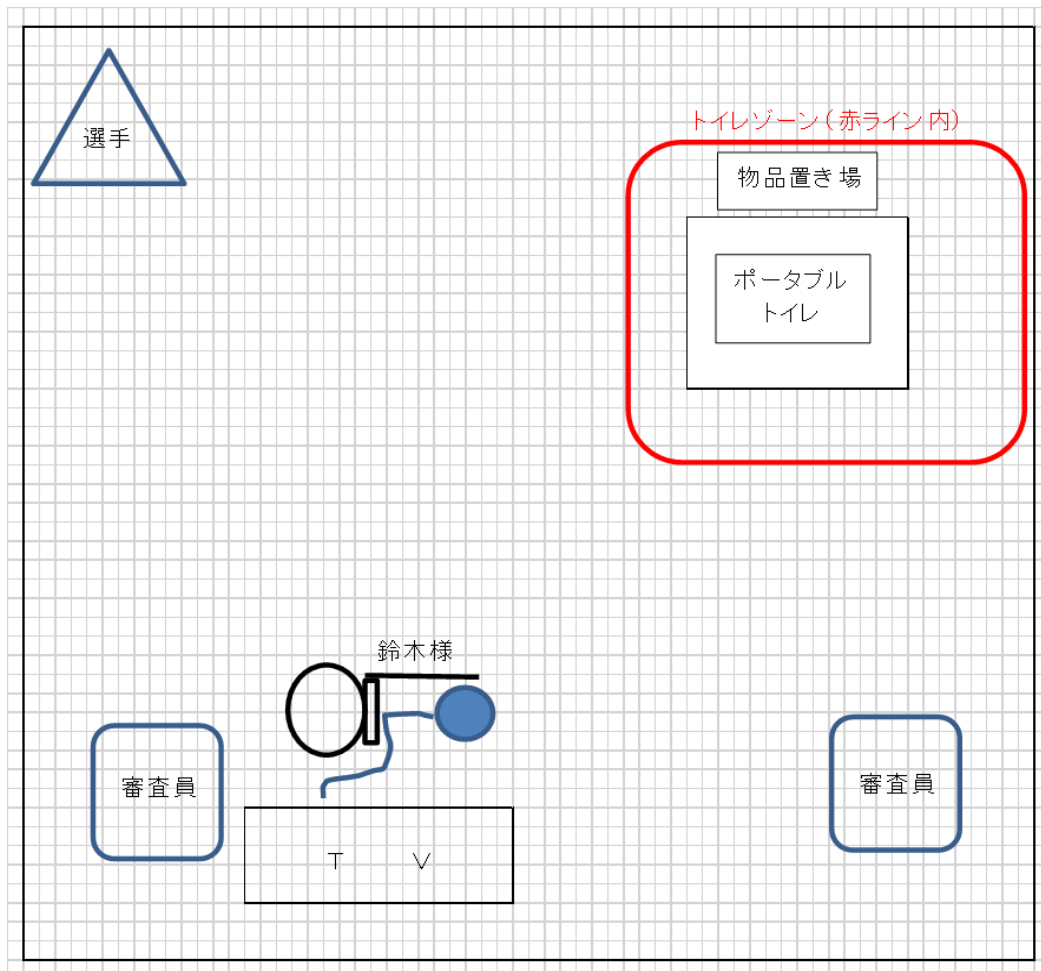 選手
トイレゾーン(赤ライン内)
物品置き場
ポータブル
トイレ
鈴木様
審査員
審査員
T V